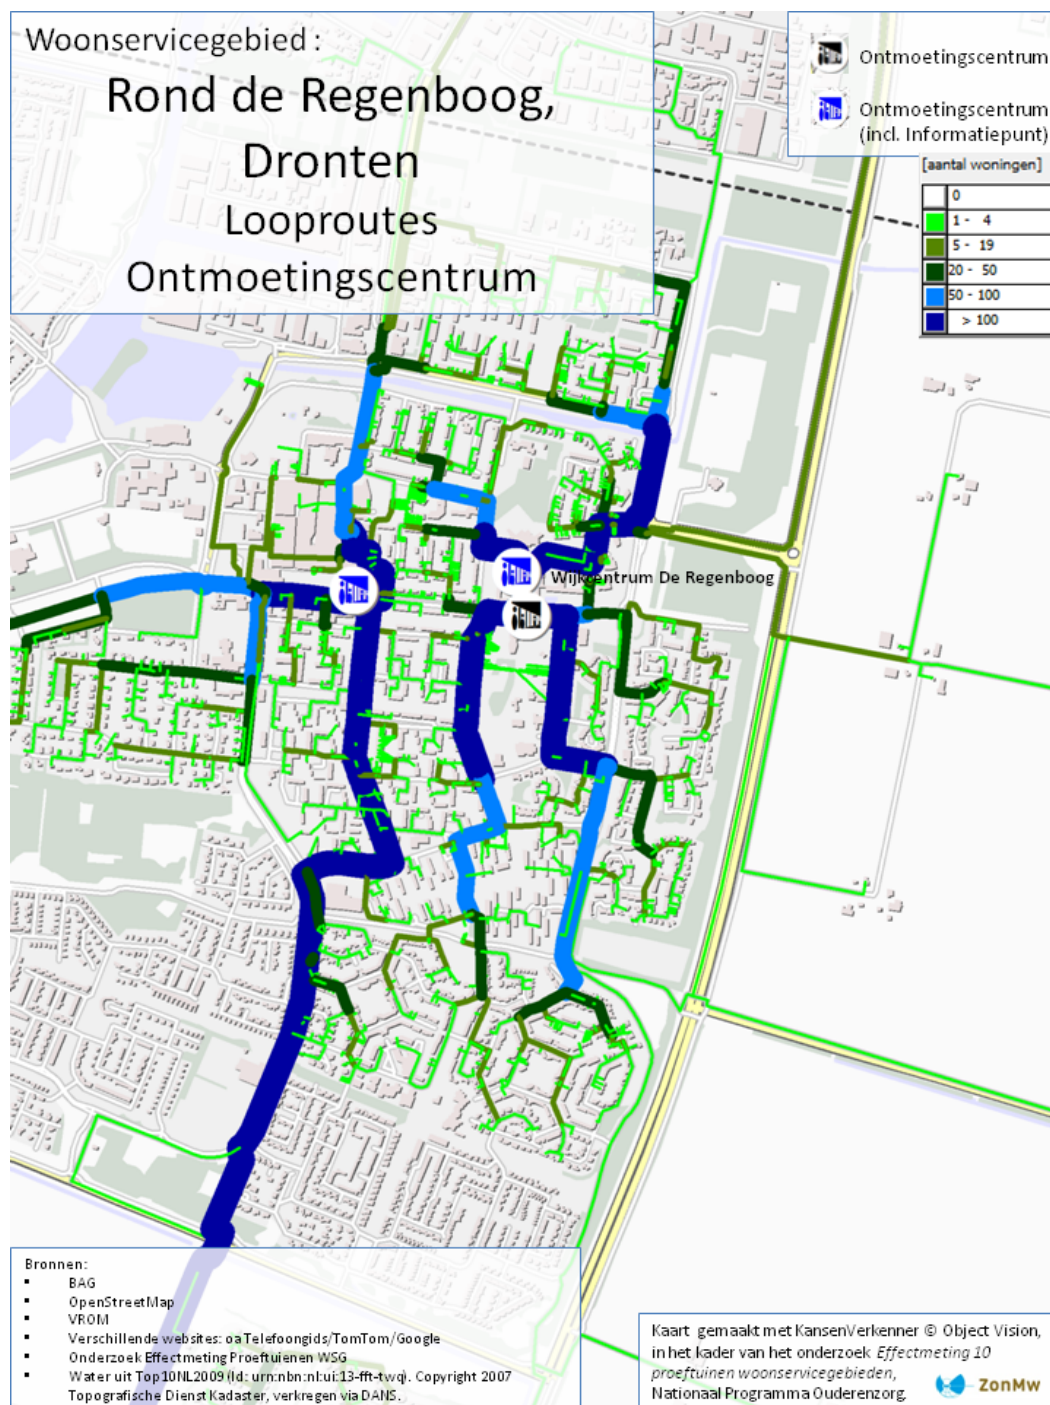 Woonservicegebied :
Rond de Regenboog,
Dronten
Looproutes
Ontmoetingscentrum
Ontmoetingscentrum
Ontmoetingscentrum
(incl. Informatiepunt)
[aantal woningen]
0
1 - 4
5 - 19
20 - 50
50 - 100
> 100
Wijkcentrum De Regenboog
Bronnen:
▪ BAG
▪ OpenStreetMap
▪ VROM
▪ Verschillende websites: oa Telefoongids/TomTom/Google
▪ Onderzoek Effectmeting Proeftuienen WSG
▪ Water uit Top10NL2009 (Id: urn:nbn:nl:ui:13-fft-twq). Copyright 2007
Topografische Dienst Kadaster, verkregen via DANS.
Kaart gemaakt met KansenVerkenner © Object Vision,
in het kader van het onderzoek Effectmeting 10
proeftuinen woonservicegebieden,
Nationaal Programma Ouderenzorg.
ZonMw